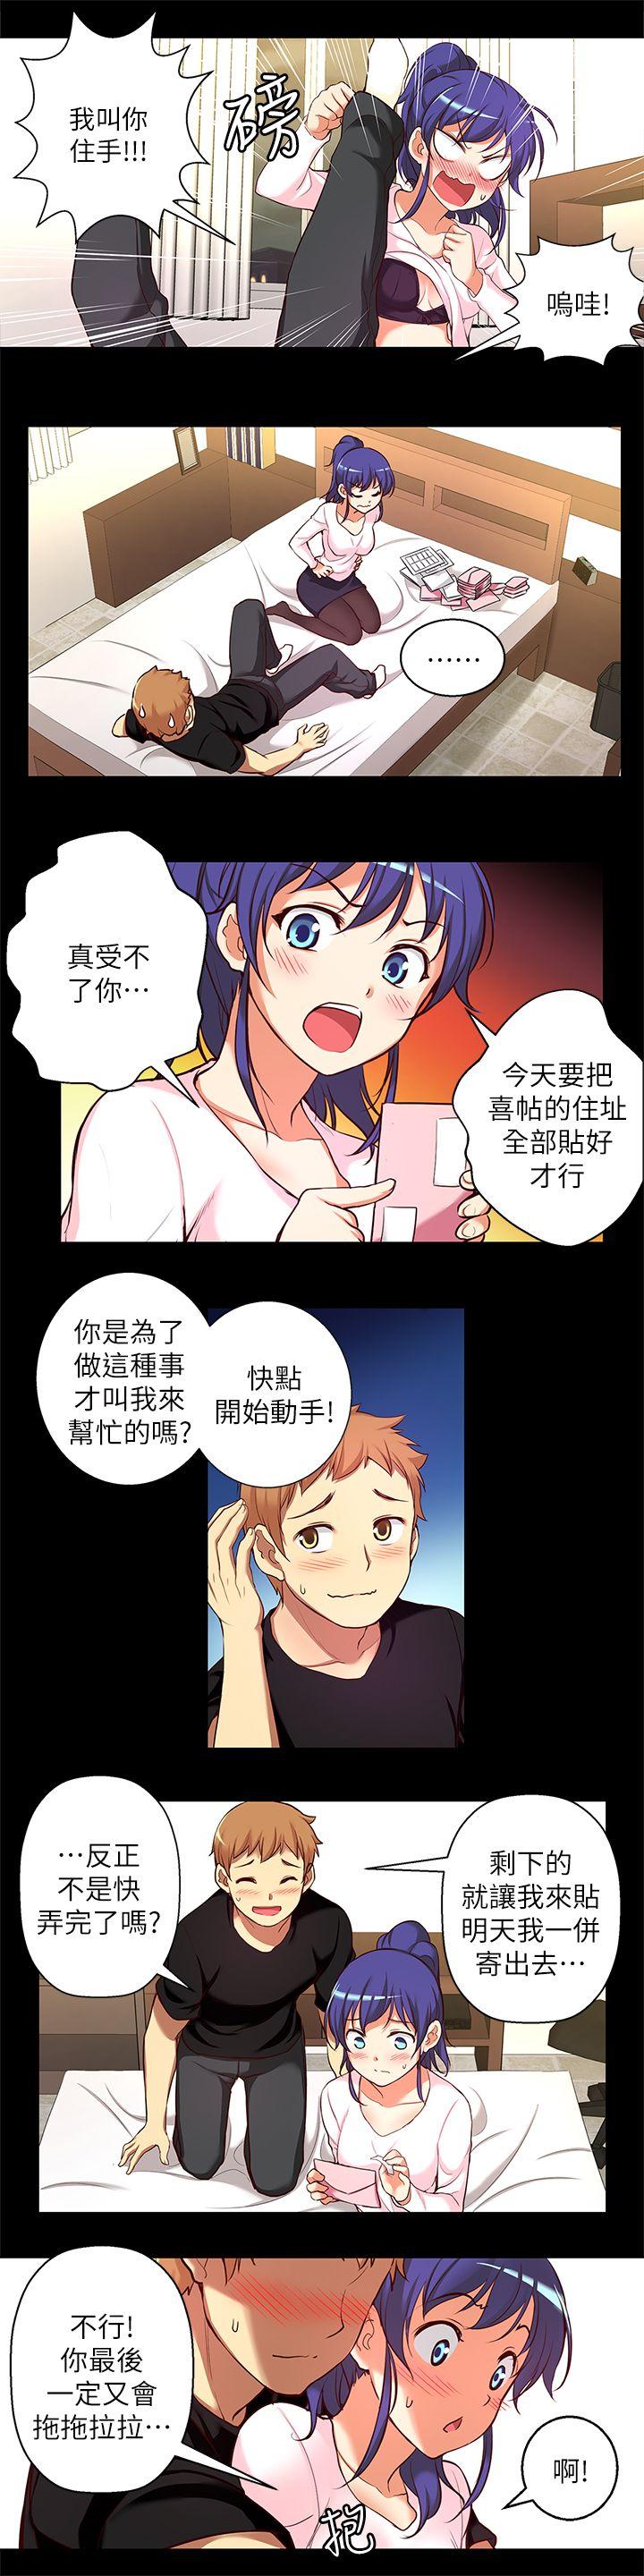 我叫你
住手!!!
磅
嗚哇!
……
真受不
了你…
今天要把
喜帖的住址
全部貼好
才行
你是為了
做這種事
才叫我來
幫忙的嗎?
快點
開始動手!
…反正
不是快
弄完了嗎?
剩下的
就讓我來貼
明天我一併
寄出去…
不行!
你最後
一定又會
拖拖拉拉…
啊!
抱